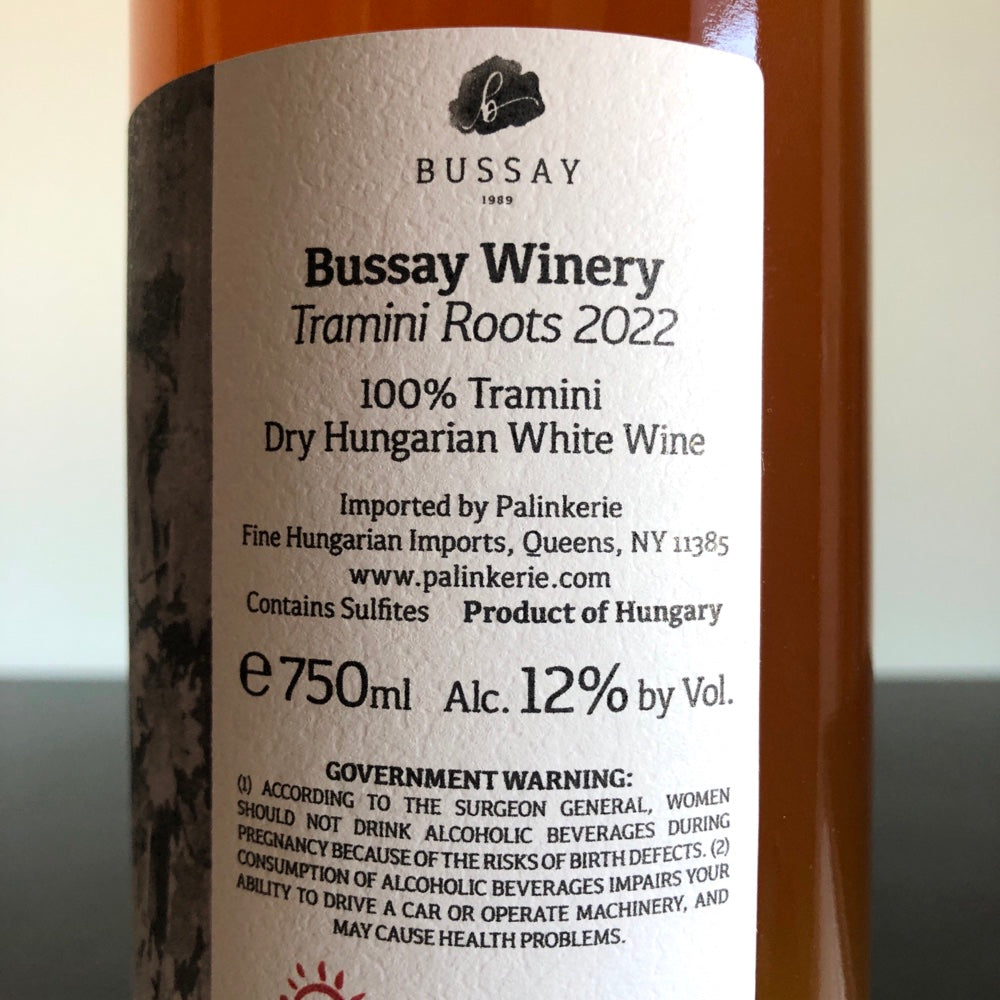 b
BUSSAY
1989
Bussay Winery
Tramini Roots 2022
100% Tramini
Dry Hungarian White Wine
Imported by Palinkerie
Fine Hungarian Imports, Queens, NY 11385
www.palinkerie.com
Contains Sulfites Product of Hungary
℮ 750ml Alc. 12% by Vol.
GOVERNMENT WARNING:
(1) ACCORDING TO THE SURGEON GENERAL, WOMEN
SHOULD NOT DRINK ALCOHOLIC BEVERAGES DURING
PREGNANCY BECAUSE OF THE RISKS OF BIRTH DEFECTS. (2)
CONSUMPTION OF ALCOHOLIC BEVERAGES IMPAIRS YOUR
ABILITY TO DRIVE A CAR OR OPERATE MACHINERY, AND
MAY CAUSE HEALTH PROBLEMS.